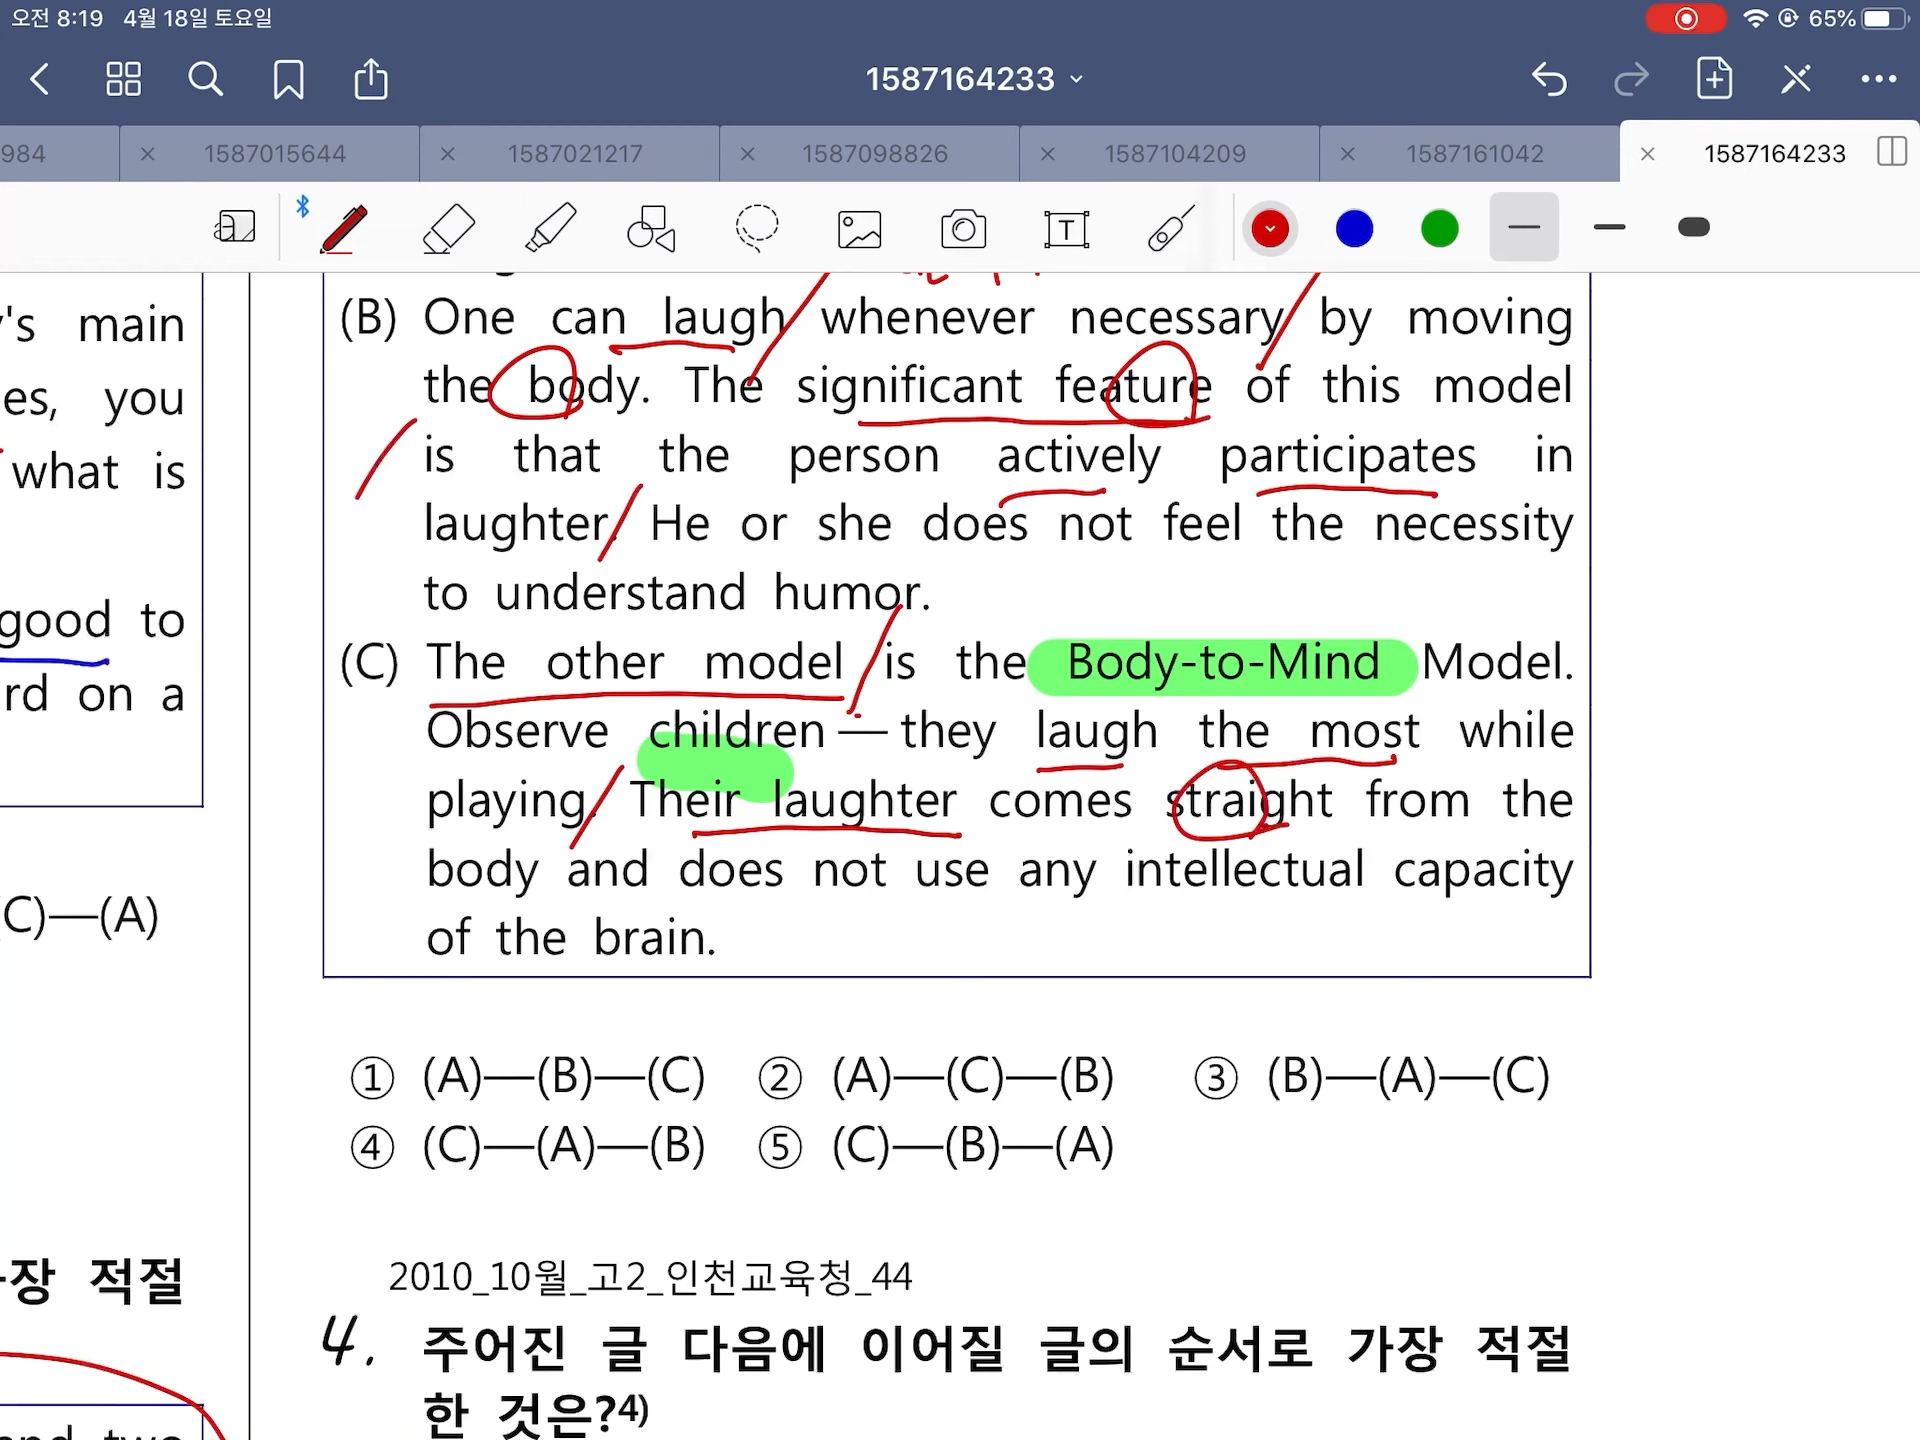 오전 8:19 4월 18일 토요일
65%
1587164233
984
1587015644
1587021217
1587098826
1587104209
1587161042
1587164233
's main
es, you
what is
good to
rd on a
C)—(A)
장 적절
(B) One can laugh whenever necessary by moving
the body. The significant feature of this model
is that the person actively participates in
laughter. He or she does not feel the necessity
to understand humor.
(C) The other model is the Body-to-Mind Model.
Observe children — they laugh the most while
playing. Their laughter comes straight from the
body and does not use any intellectual capacity
of the brain.
① (A)—(B)—(C) ② (A)—(C)—(B) ③ (B)—(A)—(C)
④ (C)—(A)—(B) ⑤ (C)—(B)—(A)
2010_10월_고2_인천교육청_44
4. 주어진 글 다음에 이어질 글의 순서로 가장 적절
한 것은?4)